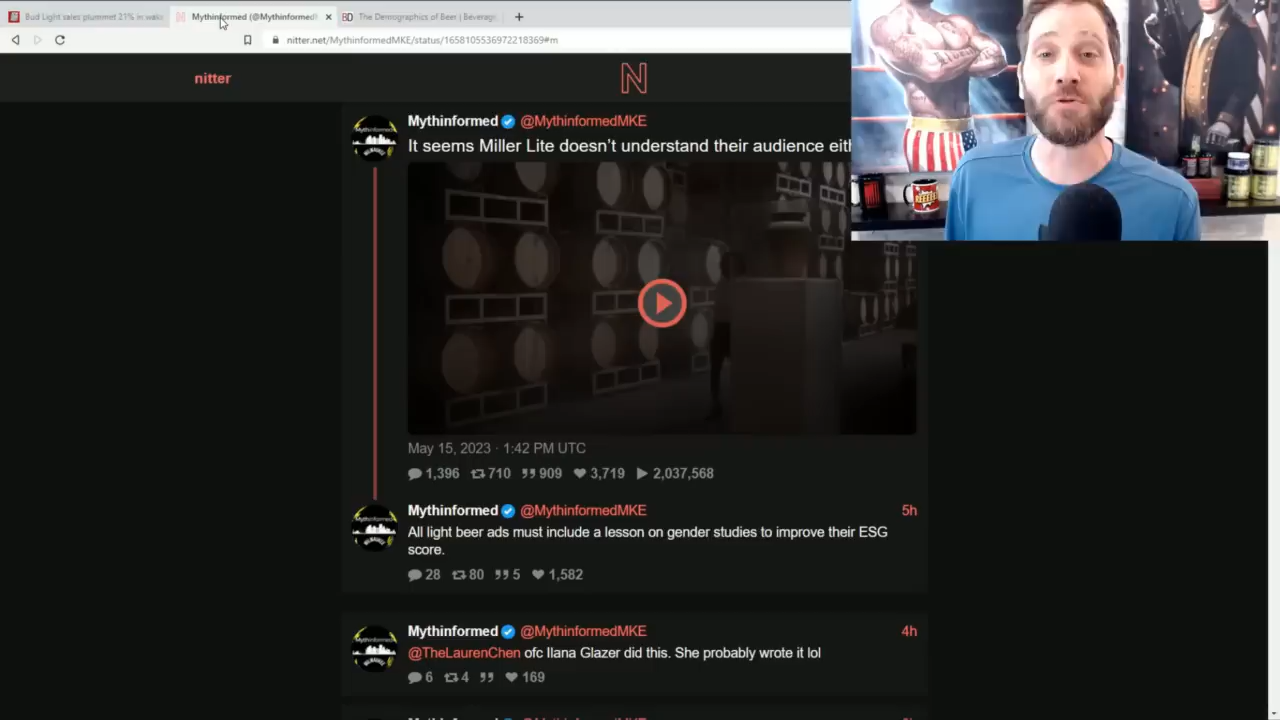 Bud Light sales plummet 21% in wake
Mythinformed (@Mythinformed
BD The Demographics of Beer | Beverag
nitter.net/MythinformedMKE/status/1658105536972218369#m
nitter
N
Mythinformed @MythinformedMKE
It seems Miller Lite doesn't understand their audience eith
May 15, 2023 · 1:42 PM UTC
1,396 710 909 3,719 2,037,568
Mythinformed @MythinformedMKE 5h
All light beer ads must include a lesson on gender studies to improve their ESG
score.
28 80 5 1,582
Mythinformed @MythinformedMKE 4h
@TheLaurenChen ofc Ilana Glazer did this. She probably wrote it lol
6 4 169